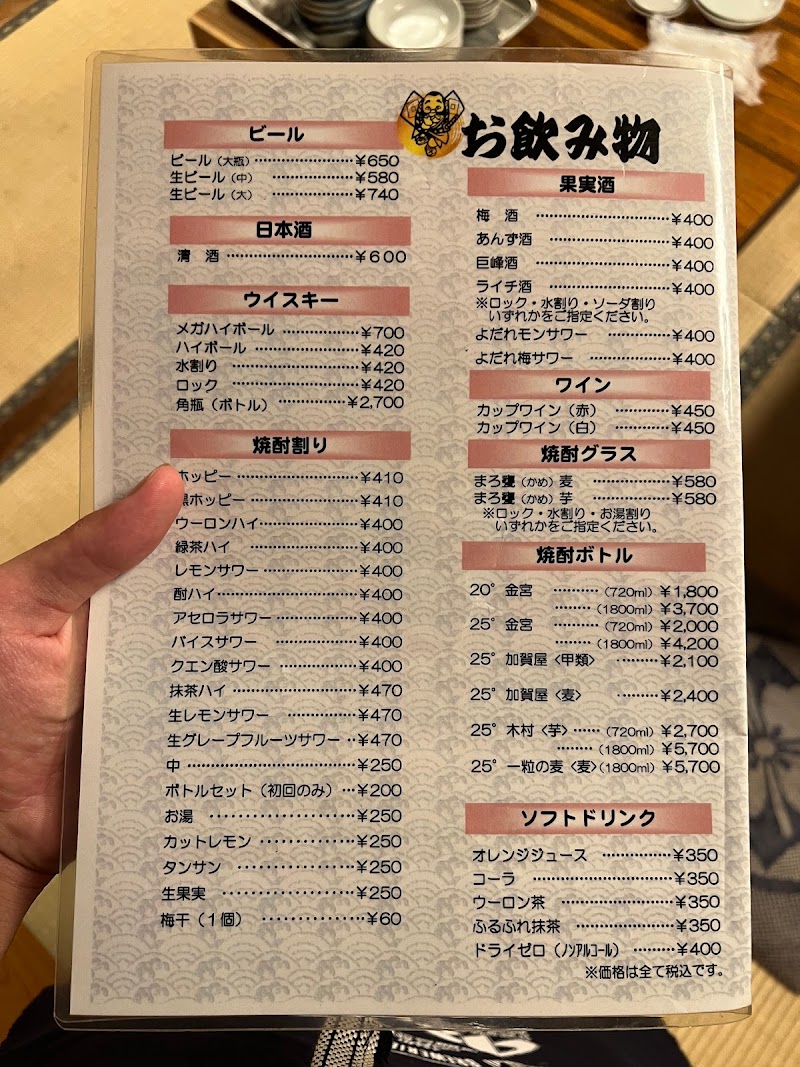 お飲み物
ビール
ビール（大瓶）…………………¥650
生ビール（中）………………¥580
生ビール（大）………………¥740
日本酒
清　酒……………………¥600
ウイスキー
メガハイボール……………¥700
ハイボール…………………¥420
水割り………………………¥420
ロック………………………¥420
角瓶（ボトル）……………¥2,700
焼酎割り
ホッピー……………………¥410
黒ホッピー…………………¥410
ウーロンハイ………………¥400
緑茶ハイ……………………¥400
レモンサワー………………¥400
酎ハイ………………………¥400
アセロラサワー……………¥400
バイスサワー………………¥400
クエン酸サワー……………¥400
抹茶ハイ……………………¥470
生レモンサワー……………¥470
生グレープフルーツサワー‥¥470
中……………………………¥250
ボトルセット（初回のみ）…¥200
お湯…………………………¥250
カットレモン………………¥250
タンサン……………………¥250
生果実………………………¥250
梅干（１個）………………¥60
果実酒
梅　酒………………………¥400
あんず酒……………………¥400
巨峰酒………………………¥400
ライチ酒……………………¥400
※ロック・水割り・ソーダ割り
いずれかをご指定ください。
よだれモンサワー…………¥400
よだれ梅サワー……………¥400
ワイン
カップワイン（赤）…………¥450
カップワイン（白）…………¥450
焼酎グラス
まろ甕（かめ）麦……………¥580
まろ甕（かめ）芋……………¥580
※ロック・水割り・お湯割り
いずれかをご指定ください。
焼酎ボトル
20°金宮………（720ml）¥1,800
………（1800ml）¥3,700
25°金宮………（720ml）¥2,000
………（1800ml）¥4,200
25°加賀屋〈甲類〉………¥2,100
25°加賀屋〈麦〉………¥2,400
25°木村〈芋〉……（720ml）¥2,700
………（1800ml）¥5,700
25°一粒の麦〈麦〉（1800ml）¥5,700
ソフトドリンク
オレンジジュース…………¥350
コーラ………………………¥350
ウーロン茶…………………¥350
ふるふれ抹茶………………¥350
ドライゼロ（ﾉﾝｱﾙｺｰﾙ）………¥400
※価格は全て税込です。